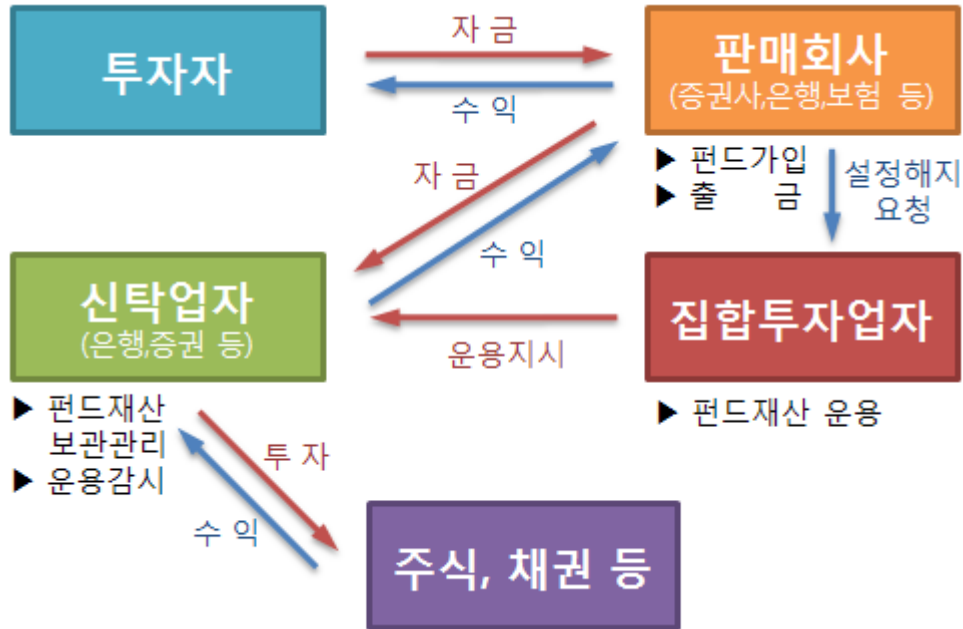 투자자
자 금
수 익
판매회사
(증권사,은행,보험 등)
▶ 펀드가입
▶ 출 금
설정해지
요청
자 금
수 익
신탁업자
(은행,증권 등)
운용지시
집합투자업자
▶ 펀드재산
보관관리
▶ 운용감시
▶ 펀드재산 운용
투 자
수 익
주식, 채권 등